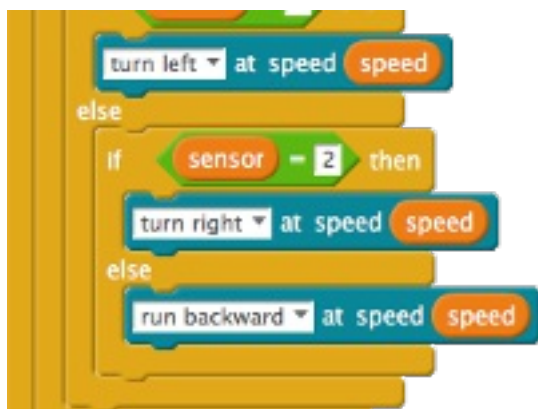 turn left at speed speed
else
if sensor = 2 then
turn right at speed speed
else
run backward at speed speed